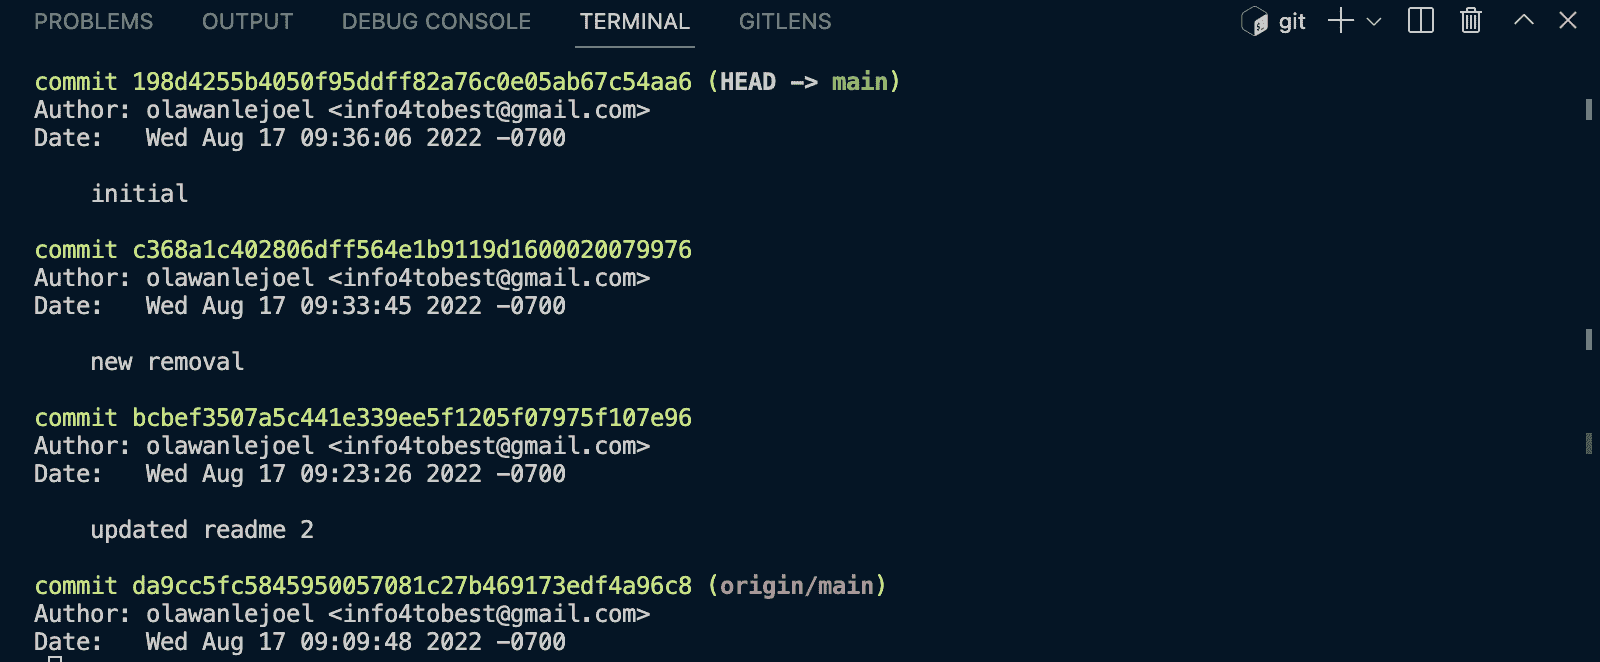 PROBLEMS OUTPUT DEBUG CONSOLE TERMINAL GITLENS git
commit 198d4255b4050f95ddff82a76c0e05ab67c54aa6 (HEAD -> main)
Author: olawanlejoel <info4tobest@gmail.com>
Date:   Wed Aug 17 09:36:06 2022 -0700
initial
commit c368a1c402806dff564e1b9119d1600020079976
Author: olawanlejoel <info4tobest@gmail.com>
Date:   Wed Aug 17 09:33:45 2022 -0700
new removal
commit bcbef3507a5c441e339ee5f1205f07975f107e96
Author: olawanlejoel <info4tobest@gmail.com>
Date:   Wed Aug 17 09:23:26 2022 -0700
updated readme 2
commit da9cc5fc5845950057081c27b469173edf4a96c8 (origin/main)
Author: olawanlejoel <info4tobest@gmail.com>
Date:   Wed Aug 17 09:09:48 2022 -0700